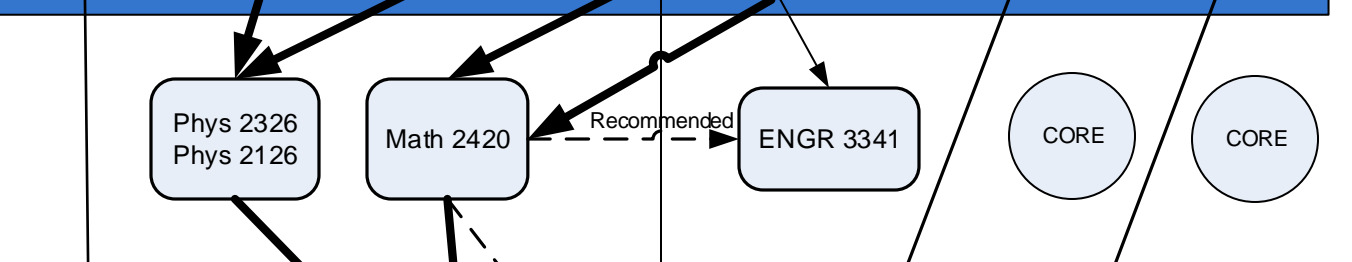 Phys 2326
Phys 2126
Math 2420
Recommended
ENGR 3341
CORE
CORE